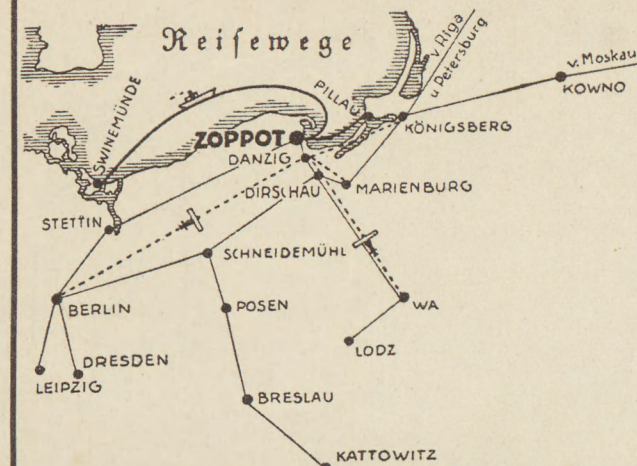 Reisewege
v. Riga
u Petersburg
v. Moskau
KOWNO
PILLAU
KÖNIGSBERG
SWINEMÜNDE
ZOPPOT
DANZIG
DIRSCHAU
MARIENBURG
STETTIN
SCHNEIDEMÜHL
BERLIN
POSEN
WA
LODZ
DRESDEN
LEIPZIG
BRESLAU
KATTOWITZ